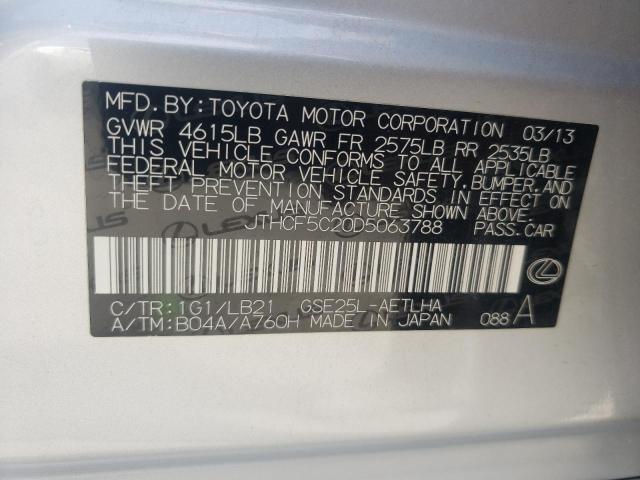 MFD. BY: TOYOTA MOTOR CORPORATION 03/13
GVWR 4615LB GAWR FR 2575LB RR 2535LB
THIS VEHICLE CONFORMS TO ALL APPLICABLE
FEDERAL MOTOR VEHICLE SAFETY, BUMPER, AND
THEFT PREVENTION STANDARDS IN EFFECT ON
THE DATE OF MANUFACTURE SHOWN ABOVE.
JTHCF5C20D5063788 PASS. CAR
LEXUS
C/TR: 1G1/LB21 GSE25L-AETLHA
A/TM: B04A/A760H MADE IN JAPAN 088 A